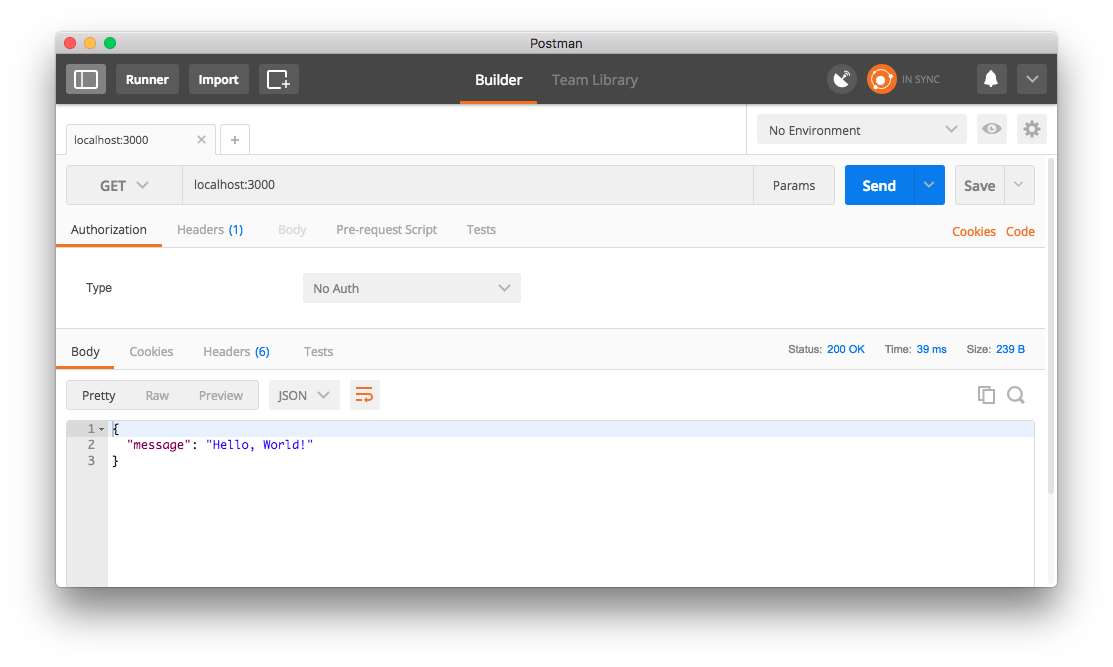 Postman
Runner Import Builder Team Library IN SYNC
localhost:3000 No Environment
GET localhost:3000 Params Send Save
Authorization Headers (1) Body Pre-request Script Tests Cookies Code
Type No Auth
Body Cookies Headers (6) Tests Status: 200 OK Time: 39 ms Size: 239 B
Pretty Raw Preview JSON
1 {
2 "message": "Hello, World!"
3 }